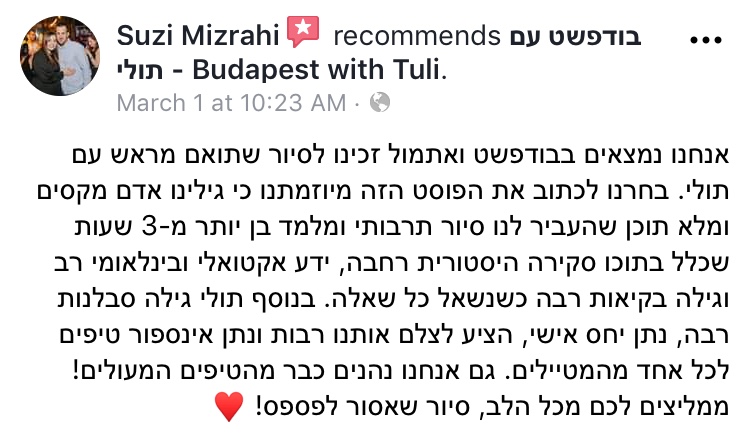 Suzi Mizrahi recommends בודפשט עם
תולי - Budapest with Tuli.
March 1 at 10:23 AM ·
אנחנו נמצאים בבודפשט ואתמול זכינו לסיור שתואם מראש עם
תולי. בחרנו לכתוב את הפוסט הזה מיוזמתנו כי גילינו אדם מקסים
ומלא תוכן שהעביר לנו סיור תרבותי ומלמד בן יותר מ-3 שעות
שכלל בתוכו סקירה היסטורית רחבה, ידע אקטואלי ובינלאומי רב
וגילה בקיאות רבה כשנשאל כל שאלה. בנוסף תולי גילה סבלנות
רבה, נתן יחס אישי, הציע לצלם אותנו רבות ונתן אינספור טיפים
לכל אחד מהמטיילים. גם אנחנו נהנים כבר מהטיפים המעולים!
ממליצים לכם מכל הלב, סיור שאסור לפספס! ♥️